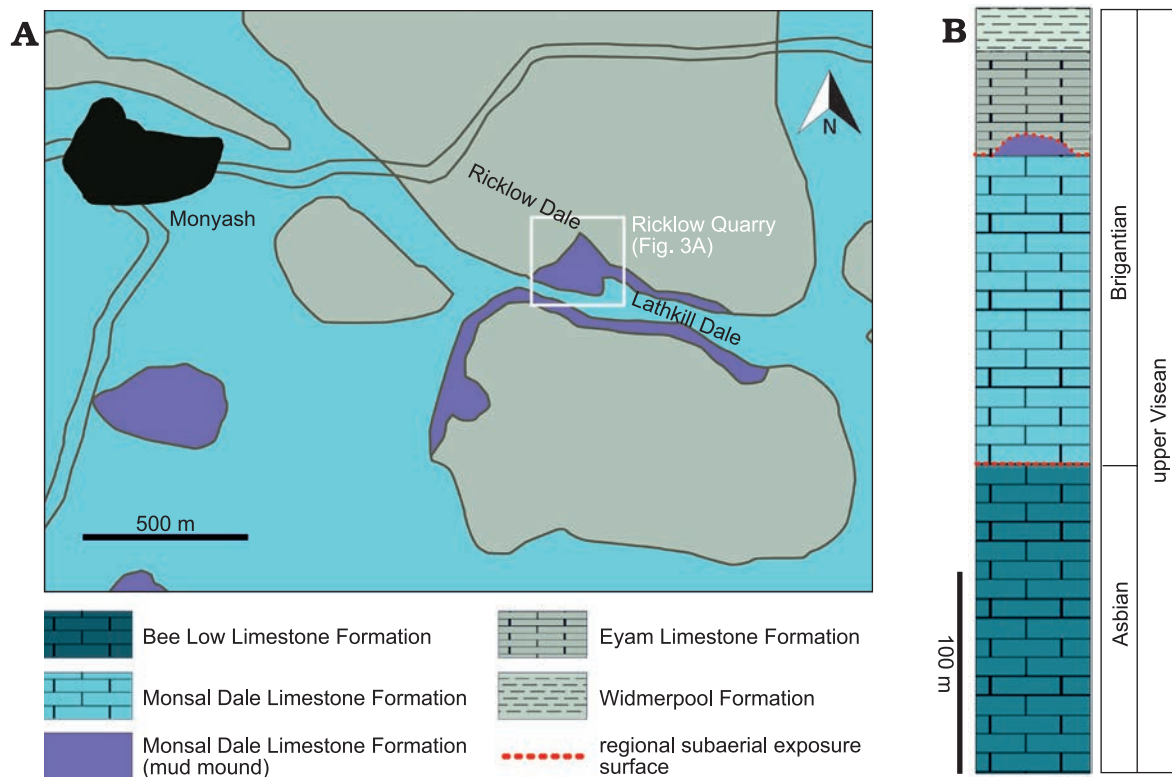 A
N
Ricklow Dale
Monyash
Ricklow Quarry
(Fig. 3A)
Lathkill Dale
500 m
Bee Low Limestone Formation
Monsal Dale Limestone Formation
Monsal Dale Limestone Formation
(mud mound)
Eyam Limestone Formation
Widmerpool Formation
regional subaerial exposure
surface
B
Brigantian
Asbian
upper Visean
100 m